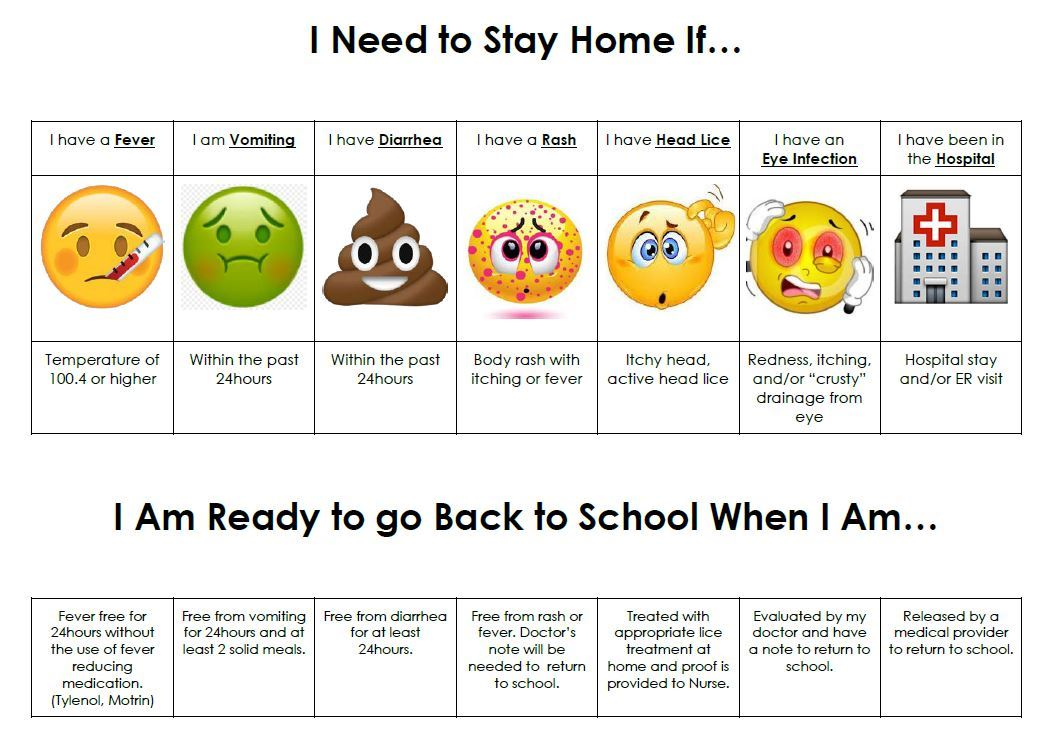 I Need to Stay Home If…
I have a Fever
I am Vomiting
I have Diarrhea
I have a Rash
I have Head Lice
I have an
Eye Infection
I have been in
the Hospital
Temperature of
100.4 or higher
Within the past
24hours
Within the past
24hours
Body rash with
itching or fever
Itchy head,
active head lice
Redness, itching,
and/or “crusty”
drainage from
eye
Hospital stay
and/or ER visit
I Am Ready to go Back to School When I Am…
Fever free for
24hours without
the use of fever
reducing
medication.
(Tylenol, Motrin)
Free from vomiting
for 24hours and at
least 2 solid meals.
Free from diarrhea
for at least
24hours.
Free from rash or
fever. Doctor’s
note will be
needed to return
to school.
Treated with
appropriate lice
treatment at
home and proof is
provided to Nurse.
Evaluated by my
doctor and have
a note to return to
school.
Released by a
medical provider
to return to school.